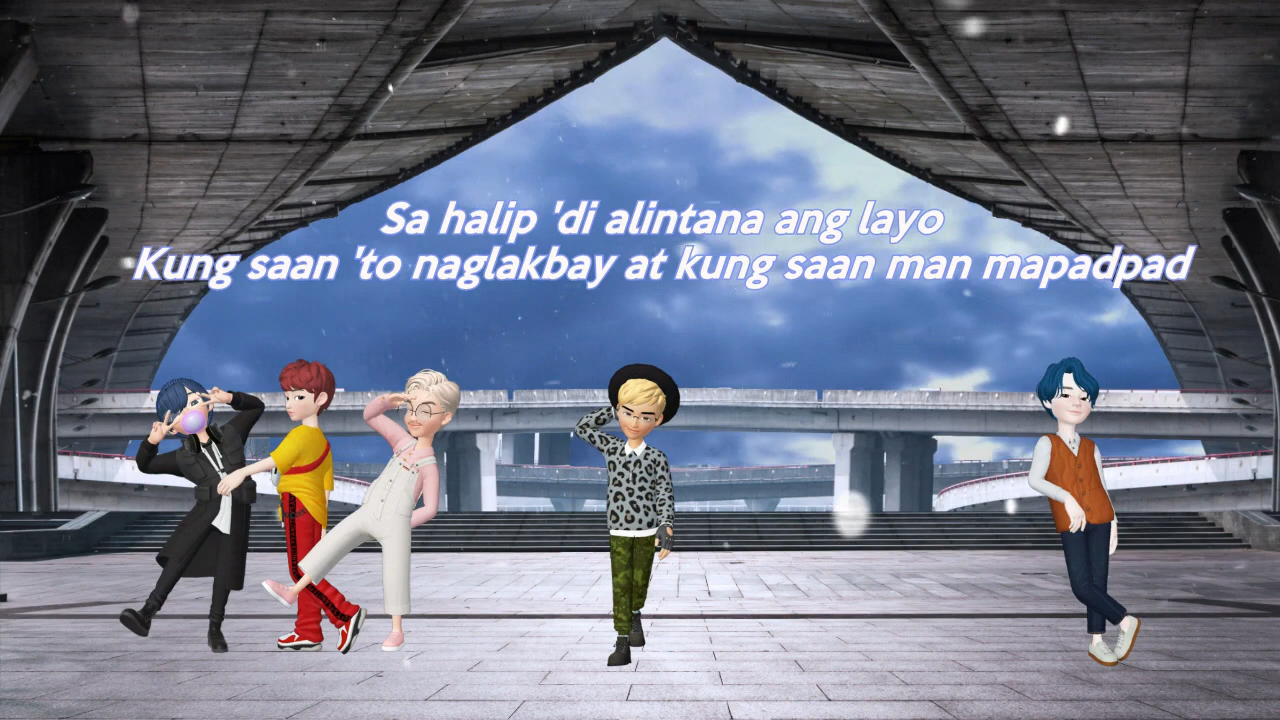 Sa halip 'di alintana ang layo
Kung saan 'to naglakbay at kung saan man mapadpad